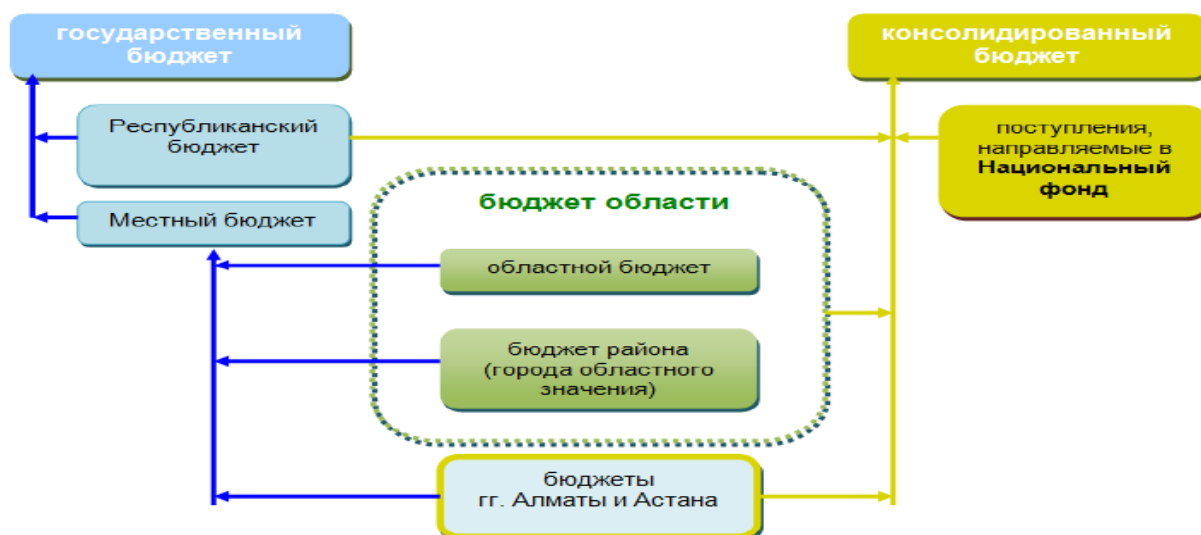 государственный
бюджет
консолидированный
бюджет
Республиканский
бюджет
поступления,
направляемые в
Национальный
фонд
Местный бюджет
бюджет области
областной бюджет
бюджет района
(города областного
значения)
бюджеты
гг. Алматы и Астана